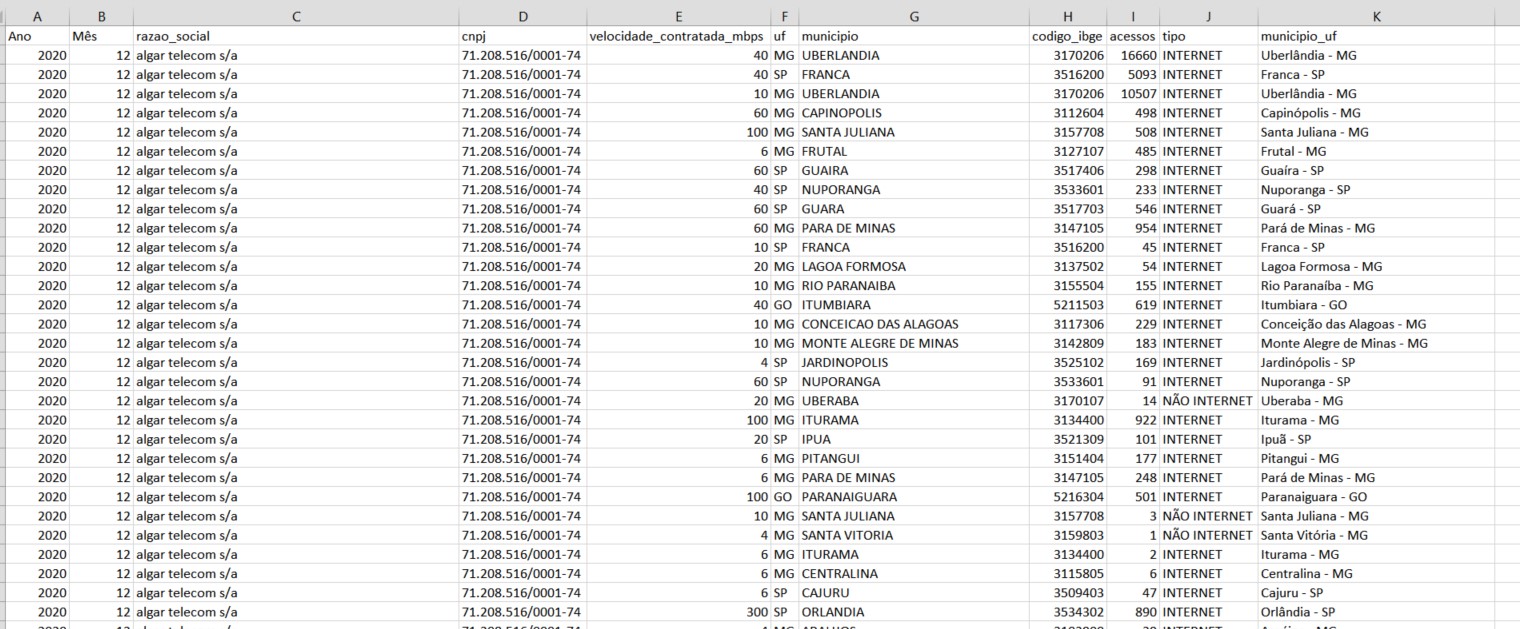 A B C D E F G H I J K
Ano Mês razao_social cnpj velocidade_contratada_mbps uf municipio codigo_ibge acessos tipo municipio_uf
2020 12 algar telecom s/a 71.208.516/0001-74 40 MG UBERLANDIA 3170206 16660 INTERNET Uberlândia - MG
2020 12 algar telecom s/a 71.208.516/0001-74 40 SP FRANCA 3516200 5093 INTERNET Franca - SP
2020 12 algar telecom s/a 71.208.516/0001-74 10 MG UBERLANDIA 3170206 10507 INTERNET Uberlândia - MG
2020 12 algar telecom s/a 71.208.516/0001-74 60 MG CAPINOPOLIS 3112604 498 INTERNET Capinópolis - MG
2020 12 algar telecom s/a 71.208.516/0001-74 100 MG SANTA JULIANA 3157708 508 INTERNET Santa Juliana - MG
2020 12 algar telecom s/a 71.208.516/0001-74 6 MG FRUTAL 3127107 485 INTERNET Frutal - MG
2020 12 algar telecom s/a 71.208.516/0001-74 60 SP GUAIRA 3517406 298 INTERNET Guaíra - SP
2020 12 algar telecom s/a 71.208.516/0001-74 40 SP NUPORANGA 3533601 233 INTERNET Nuporanga - SP
2020 12 algar telecom s/a 71.208.516/0001-74 60 SP GUARA 3517703 546 INTERNET Guará - SP
2020 12 algar telecom s/a 71.208.516/0001-74 60 MG PARA DE MINAS 3147105 954 INTERNET Pará de Minas - MG
2020 12 algar telecom s/a 71.208.516/0001-74 10 SP FRANCA 3516200 45 INTERNET Franca - SP
2020 12 algar telecom s/a 71.208.516/0001-74 20 MG LAGOA FORMOSA 3137502 54 INTERNET Lagoa Formosa - MG
2020 12 algar telecom s/a 71.208.516/0001-74 10 MG RIO PARANAIBA 3155504 155 INTERNET Rio Paranaíba - MG
2020 12 algar telecom s/a 71.208.516/0001-74 40 GO ITUMBIARA 5211503 619 INTERNET Itumbiara - GO
2020 12 algar telecom s/a 71.208.516/0001-74 10 MG CONCEICAO DAS ALAGOAS 3117306 229 INTERNET Conceição das Alagoas - MG
2020 12 algar telecom s/a 71.208.516/0001-74 10 MG MONTE ALEGRE DE MINAS 3142809 183 INTERNET Monte Alegre de Minas - MG
2020 12 algar telecom s/a 71.208.516/0001-74 4 SP JARDINOPOLIS 3525102 169 INTERNET Jardinópolis - SP
2020 12 algar telecom s/a 71.208.516/0001-74 60 SP NUPORANGA 3533601 91 INTERNET Nuporanga - SP
2020 12 algar telecom s/a 71.208.516/0001-74 20 MG UBERABA 3170107 14 NÃO INTERNET Uberaba - MG
2020 12 algar telecom s/a 71.208.516/0001-74 100 MG ITURAMA 3134400 922 INTERNET Iturama - MG
2020 12 algar telecom s/a 71.208.516/0001-74 20 SP IPUA 3521309 101 INTERNET Ipuã - SP
2020 12 algar telecom s/a 71.208.516/0001-74 6 MG PITANGUI 3151404 177 INTERNET Pitangui - MG
2020 12 algar telecom s/a 71.208.516/0001-74 6 MG PARA DE MINAS 3147105 248 INTERNET Pará de Minas - MG
2020 12 algar telecom s/a 71.208.516/0001-74 100 GO PARANAIGUARA 5216304 501 INTERNET Paranaiguara - GO
2020 12 algar telecom s/a 71.208.516/0001-74 10 MG SANTA JULIANA 3157708 3 NÃO INTERNET Santa Juliana - MG
2020 12 algar telecom s/a 71.208.516/0001-74 4 MG SANTA VITORIA 3159803 1 NÃO INTERNET Santa Vitória - MG
2020 12 algar telecom s/a 71.208.516/0001-74 6 MG ITURAMA 3134400 2 INTERNET Iturama - MG
2020 12 algar telecom s/a 71.208.516/0001-74 6 MG CENTRALINA 3115805 6 INTERNET Centralina - MG
2020 12 algar telecom s/a 71.208.516/0001-74 6 SP CAJURU 3509403 47 INTERNET Cajuru - SP
2020 12 algar telecom s/a 71.208.516/0001-74 300 SP ORLANDIA 3534302 890 INTERNET Orlândia - SP